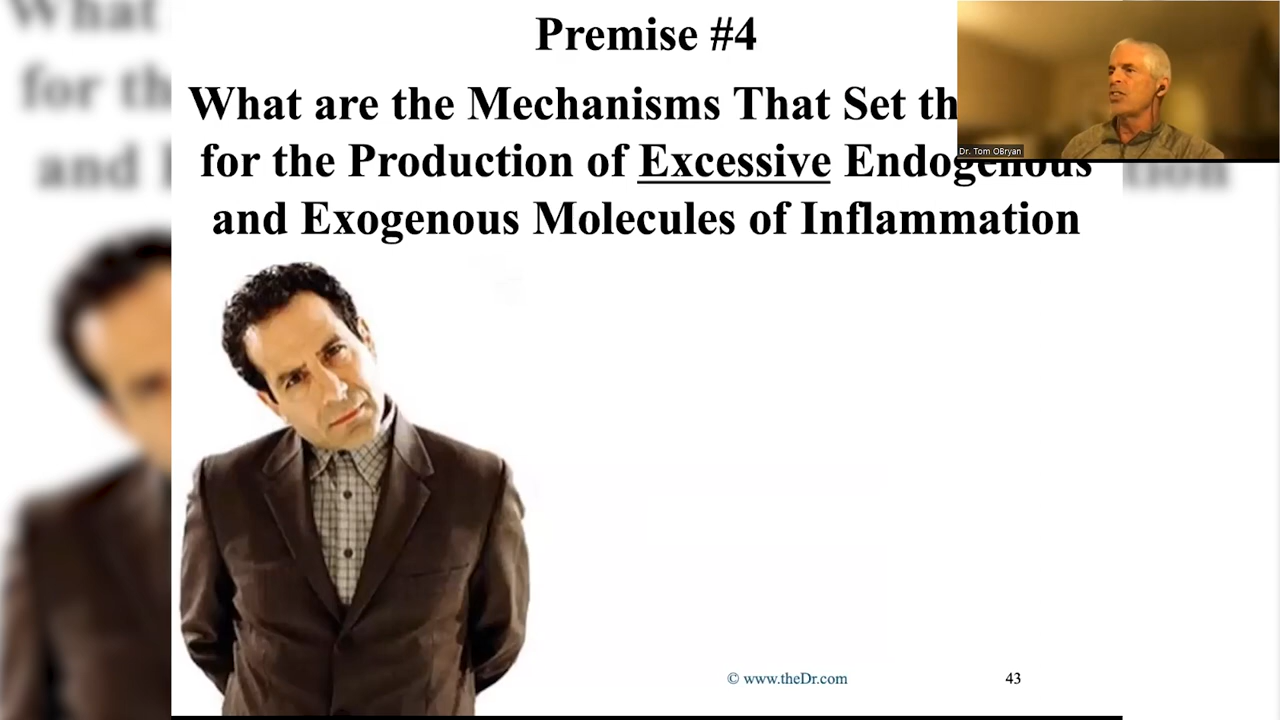 Premise #4
What are the Mechanisms That Set th
for the Production of Excessive Endogenous
and Exogenous Molecules of Inflammation
Dr. Tom OBryan
© www.theDr.com
43